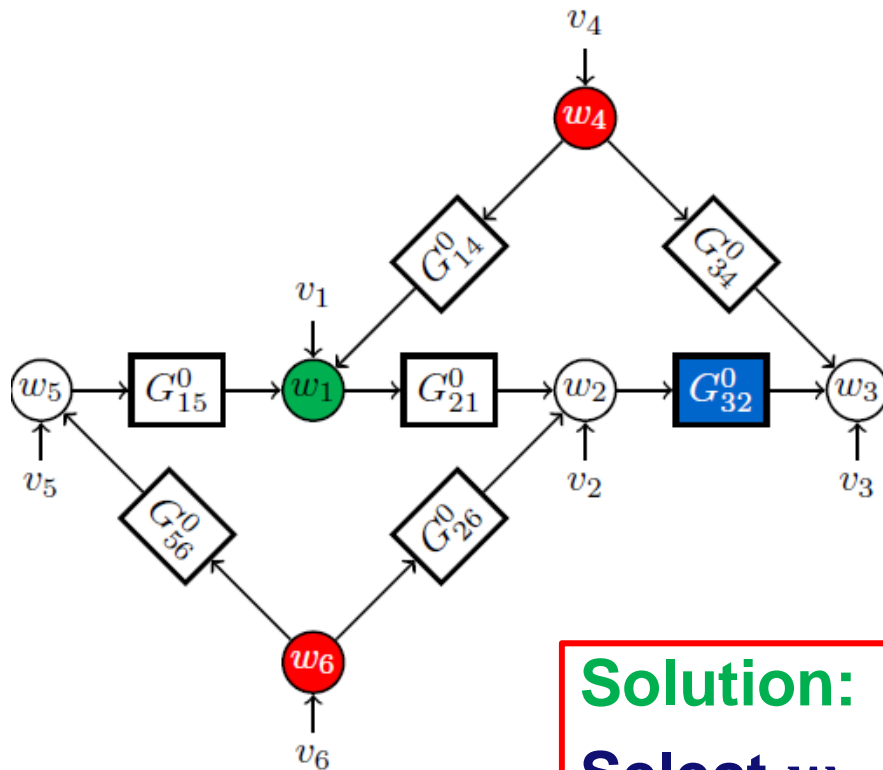 v₄
w₄
G⁰₁₄
G⁰₃₄
v₁
w₅
G⁰₁₅
w₁
G⁰₂₁
w₂
G⁰₃₂
w₃
v₅
v₂
v₃
G⁰₅₆
G⁰₂₆
w₆
v₆
Solution:
Select